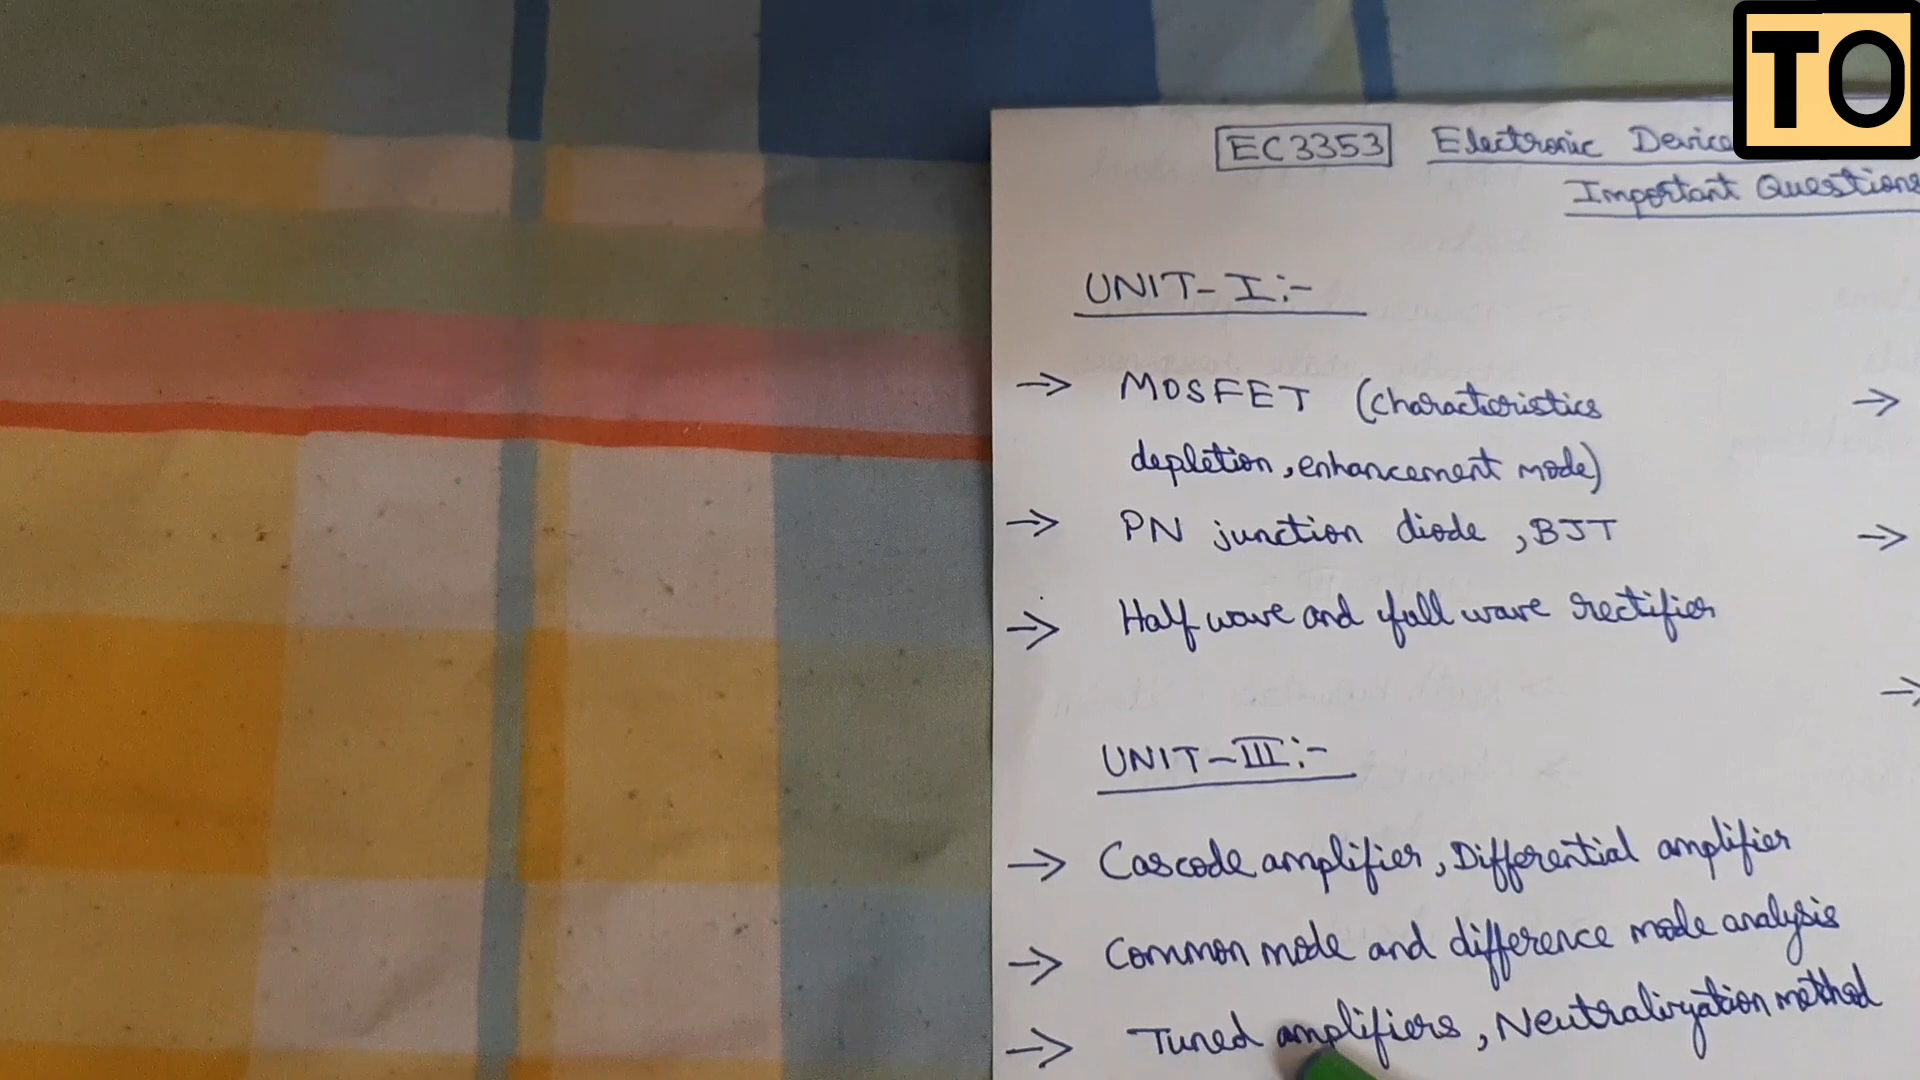 TO
EC3353 Electronic Device
Important Questions
UNIT-I:-
→ MOSFET (characteristics →
depletion, enhancement mode)
→ PN junction diode, BJT →
→ Half wave and full wave rectifier
→
UNIT-III:-
→ Cascode amplifier, Differential amplifier
→ Common mode and difference mode analysis
→ Tuned amplifiers, Neutralization method